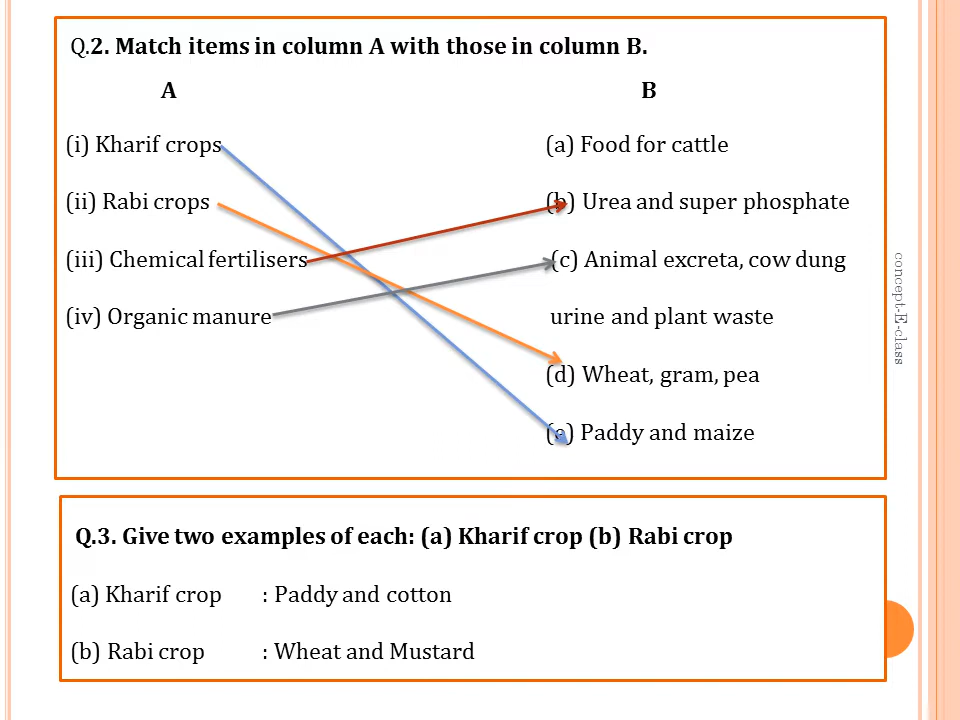 Q.2. Match items in column A with those in column B.
A B
(i) Kharif crops (a) Food for cattle
(ii) Rabi crops (b) Urea and super phosphate
(iii) Chemical fertilisers (c) Animal excreta, cow dung
(iv) Organic manure urine and plant waste
(d) Wheat, gram, pea
(e) Paddy and maize
concept-E-class
Q.3. Give two examples of each: (a) Kharif crop (b) Rabi crop
(a) Kharif crop : Paddy and cotton
(b) Rabi crop : Wheat and Mustard